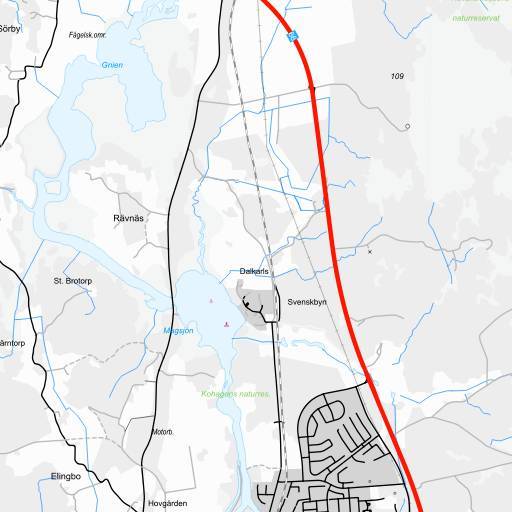 naturreservat
Sörby
Fågelsk.omr.
Gnien
109
Rävnäs
Dalkarls
St. Brotorp
Svenskbyn
Magsjön
ärntorp
Kohagens naturres.
Motorb.
Elingbo
Hovgården